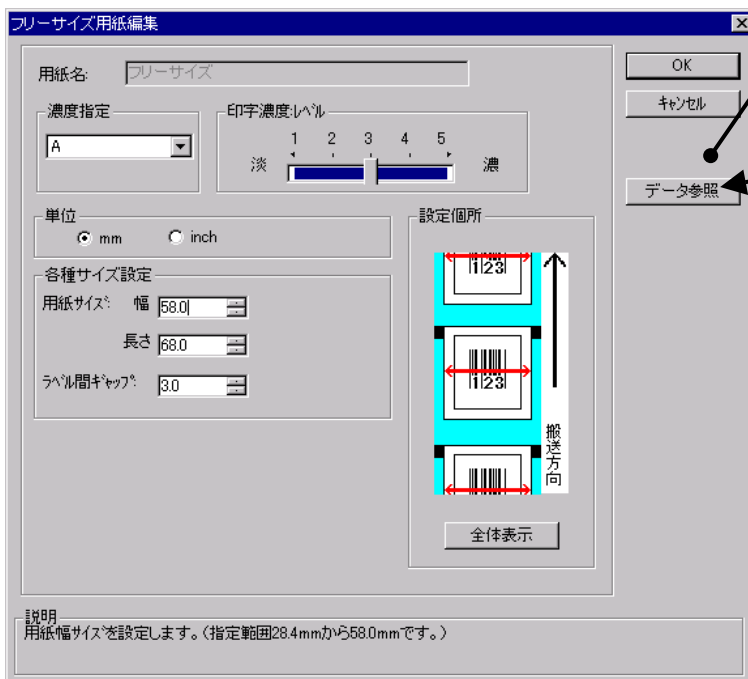 フリーサイズ用紙編集
用紙名: フリーサイズ
OK
キャンセル
データ参照
濃度指定
A
印字濃度:レベル
1 2 3 4 5
淡 濃
単位
mm inch
各種サイズ設定
用紙サイズ: 幅 58.0
長さ 68.0
ラベル間ギャップ: 3.0
設定個所
123
123
搬送方向
全体表示
説明
用紙幅サイズを設定します。(指定範囲28.4mmから58.0mmです。)